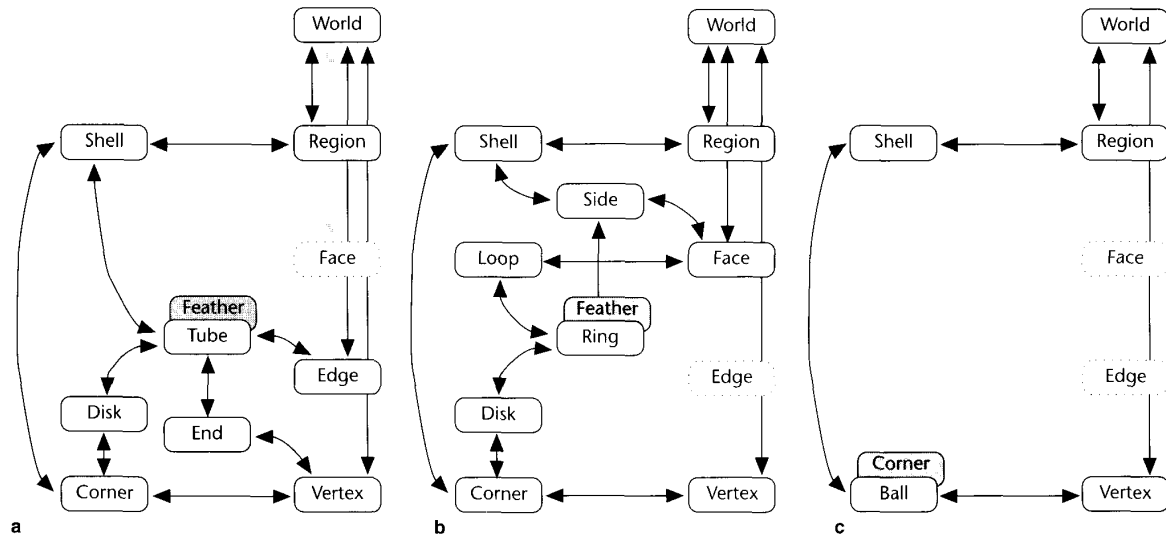 World
Shell
Region
Face
Feather
Tube
Edge
Disk
End
Corner
Vertex
a
World
Shell
Region
Side
Loop
Face
Feather
Ring
Edge
Disk
Corner
Vertex
b
World
Shell
Region
Face
Edge
Corner
Ball
Vertex
c